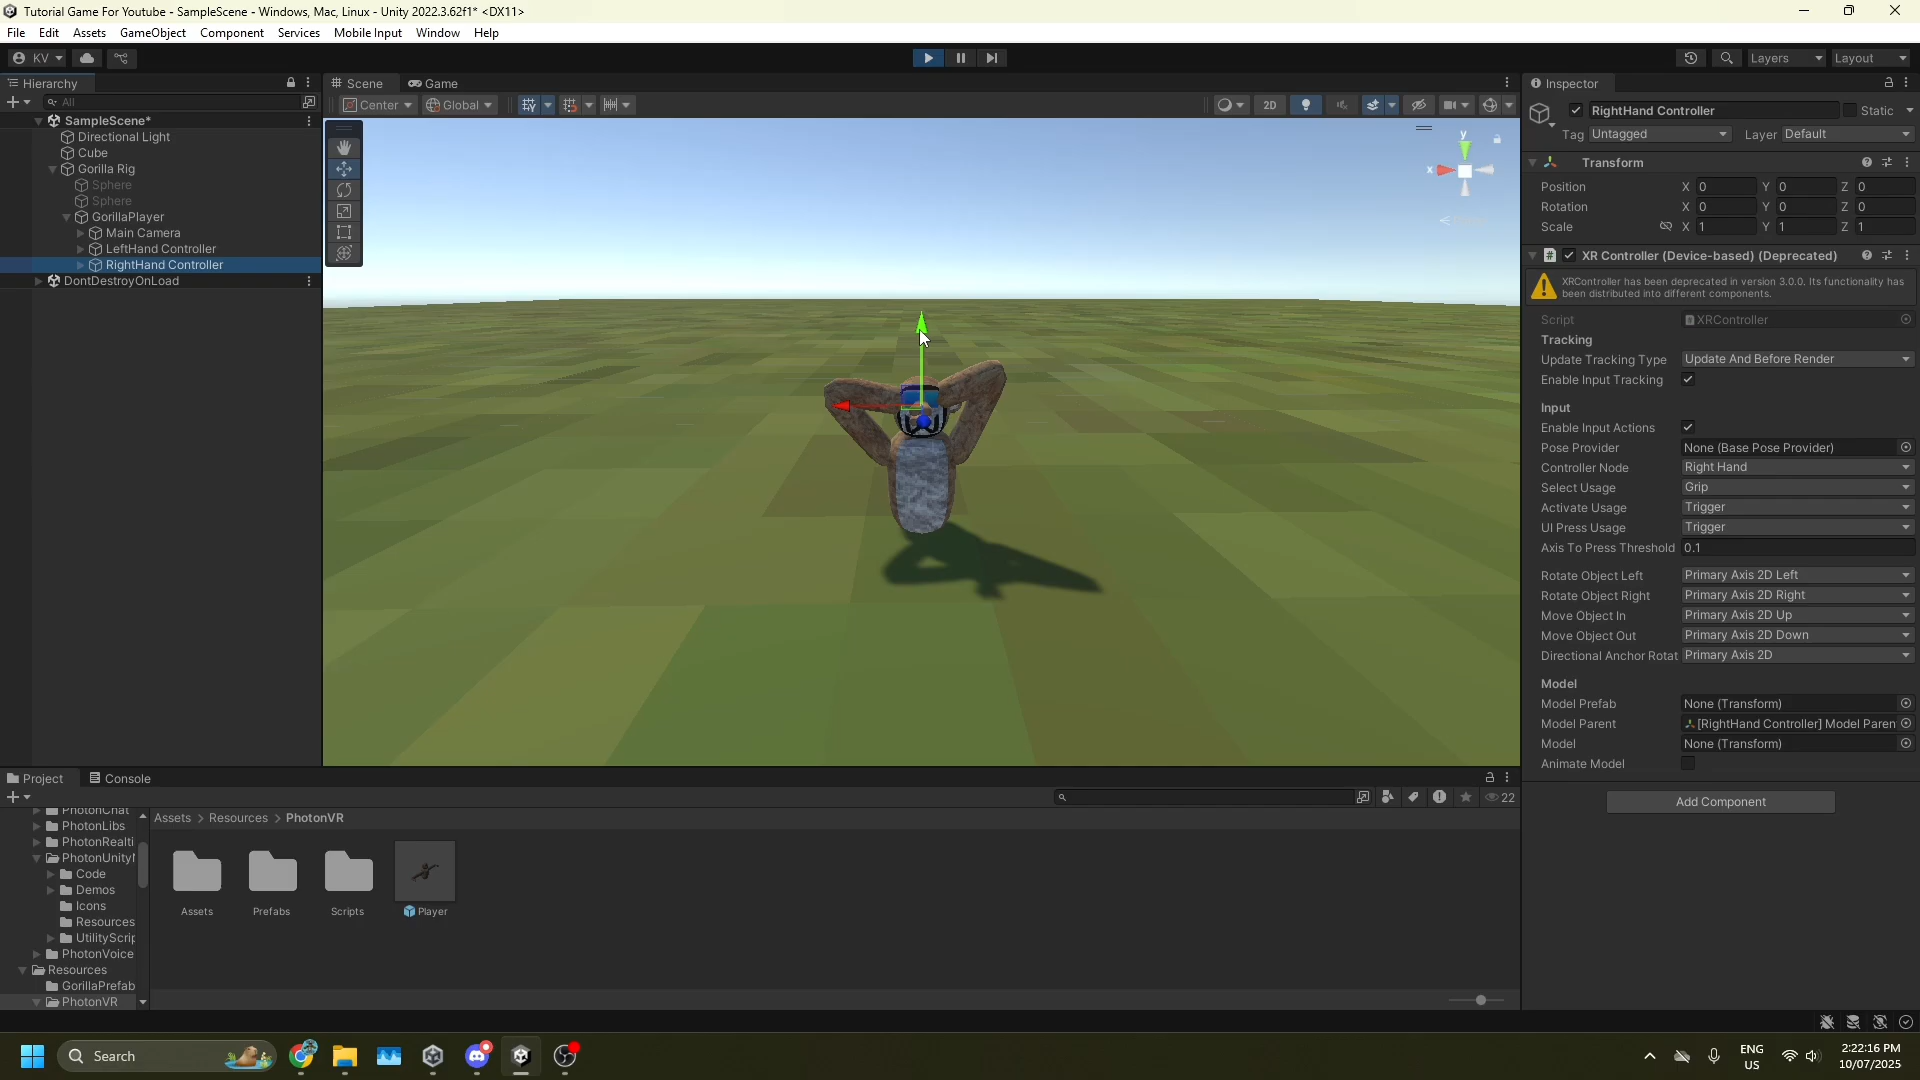 Tutorial Game For Youtube - SampleScene - Windows, Mac, Linux - Unity 2022.3.62f1* <DX11>
File Edit Assets GameObject Component Services Mobile Input Window Help
KV Layers Layout
Hierarchy
All
SampleScene*
Directional Light
Cube
Gorilla Rig
Sphere
Sphere
GorillaPlayer
Main Camera
LeftHand Controller
RightHand Controller
DontDestroyOnLoad
Scene Game
Center Global 2D
y
x
Inspector
RightHand Controller Static
Tag Untagged Layer Default
Transform
Position X 0 Y 0 Z 0
Rotation X 0 Y 0 Z 0
Scale X 1 Y 1 Z 1
# XR Controller (Device-based) (Deprecated)
XRController has been deprecated in version 3.0.0. Its functionality has
been distributed into different components.
Script XRController
Tracking
Update Tracking Type Update And Before Render
Enable Input Tracking
Input
Enable Input Actions
Pose Provider None (Base Pose Provider)
Controller Node Right Hand
Select Usage Grip
Activate Usage Trigger
UI Press Usage Trigger
Axis To Press Threshold 0.1
Rotate Object Left Primary Axis 2D Left
Rotate Object Right Primary Axis 2D Right
Move Object In Primary Axis 2D Up
Move Object Out Primary Axis 2D Down
Directional Anchor Rotat Primary Axis 2D
Model
Model Prefab None (Transform)
Model Parent [RightHand Controller] Model Paren
Model None (Transform)
Animate Model
Add Component
Project Console
22
PhotonChat
PhotonLibs
PhotonRealti
PhotonUnityN
Code
Demos
Icons
Resources
UtilityScrip
PhotonVoice
Resources
GorillaPrefab
PhotonVR
Assets > Resources > PhotonVR
Assets Prefabs Scripts Player
Search
ENG
US
2:22:16 PM
10/07/2025